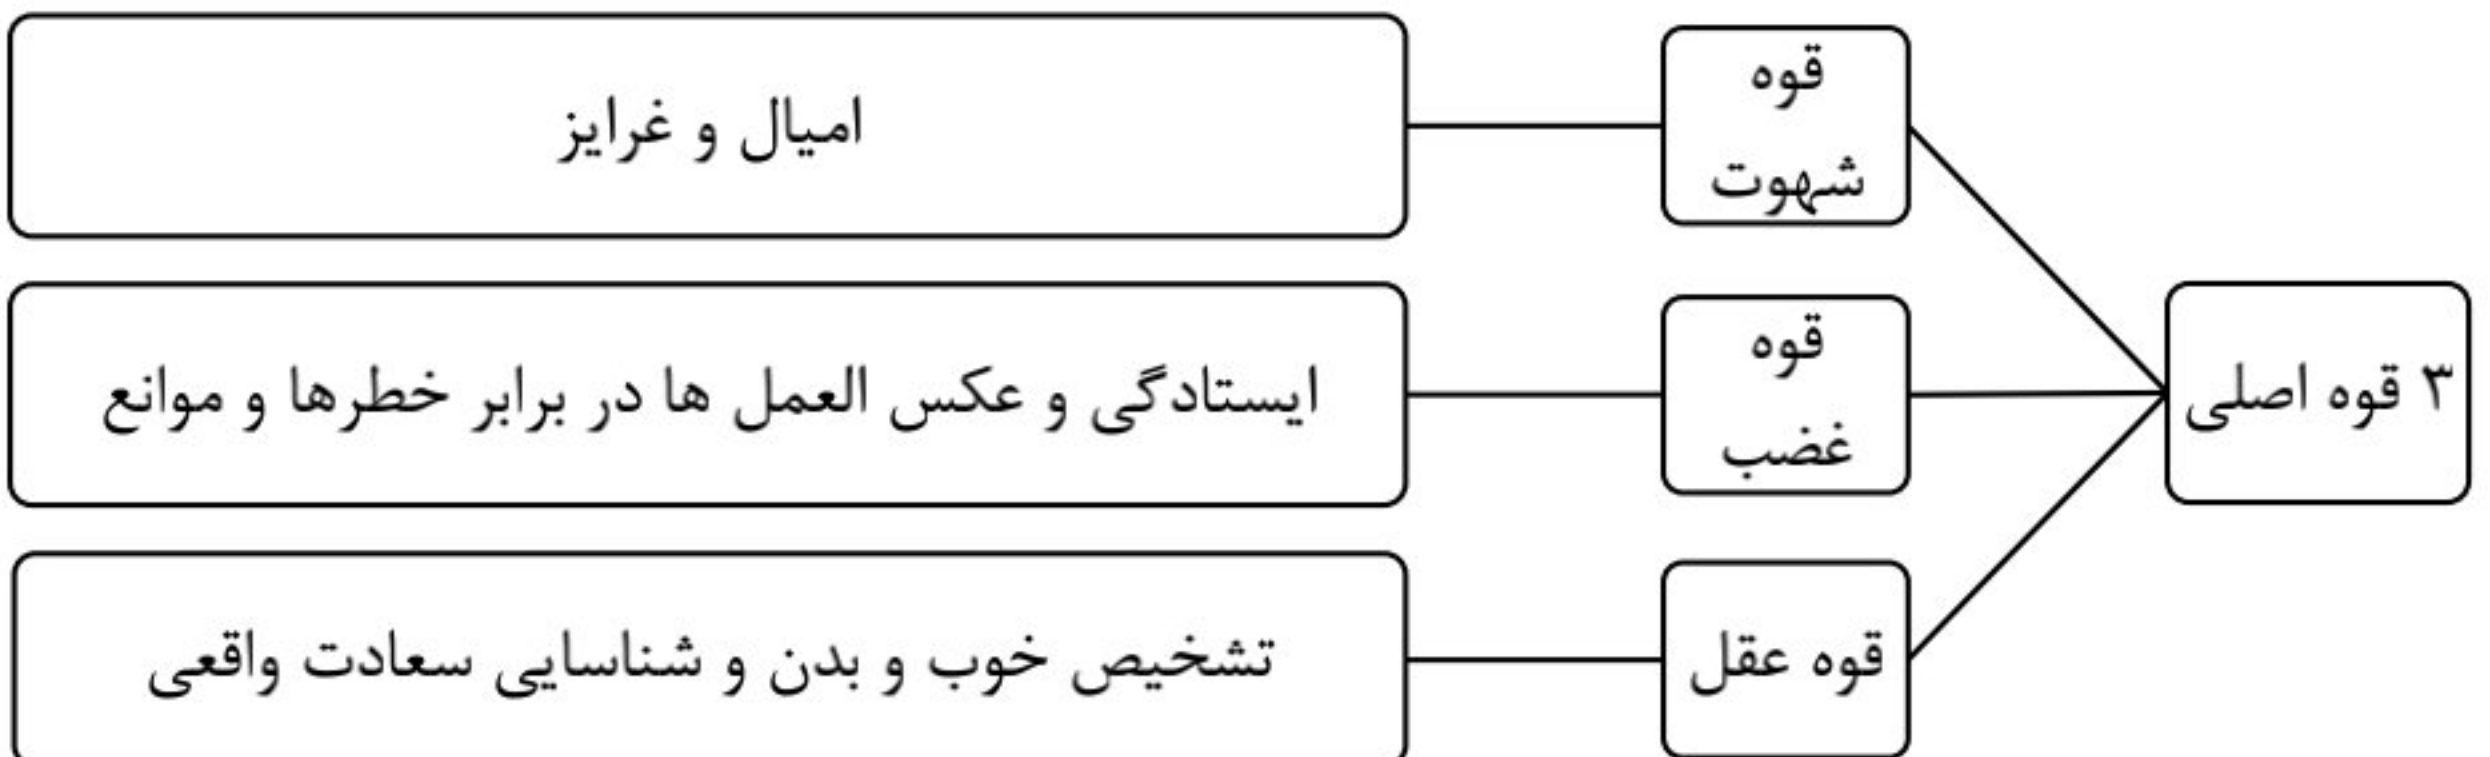 ۳ قوه اصلی
قوه
شهوت
امیال و غرایز
قوه
غضب
ایستادگی و عکس العمل ها در برابر خطرها و موانع
قوه عقل
تشخیص خوب و بدن و شناسایی سعادت واقعی